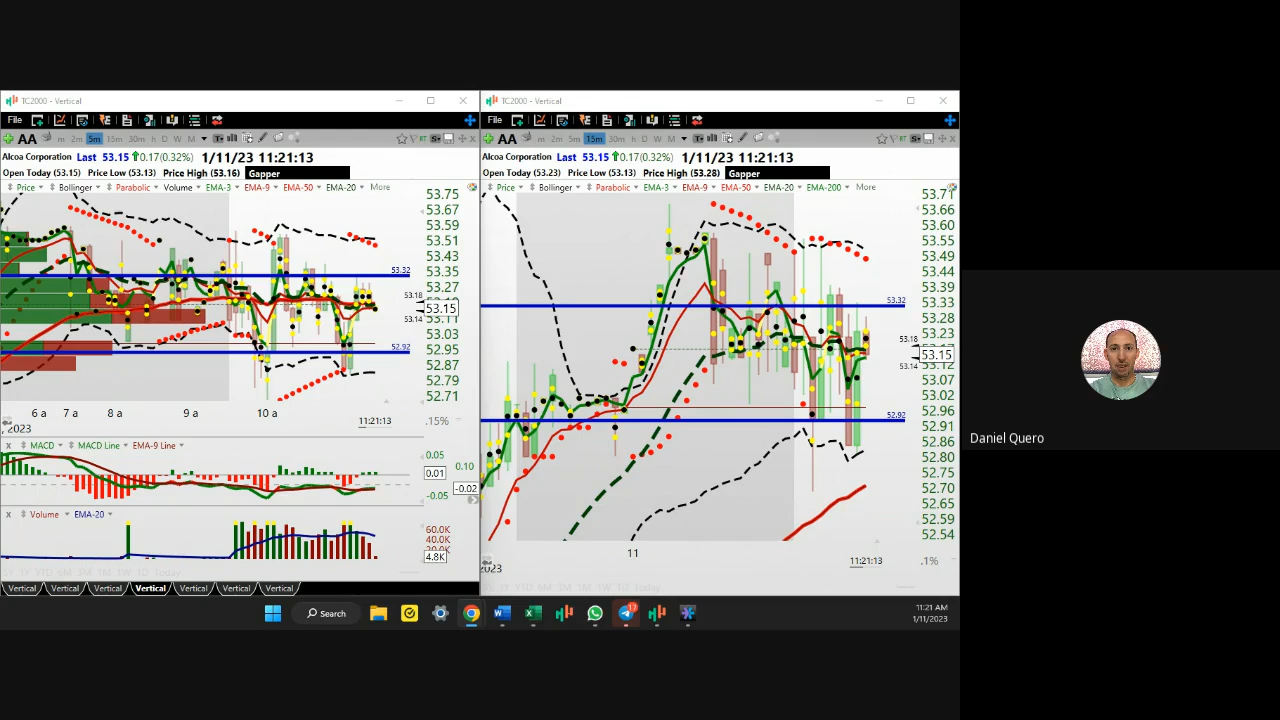 TC2000 - Vertical
File
AA m 2m 5m 15m 30m h D W M
Alcoa Corporation Last 53.15 0.17(0.32%) 1/11/23 11:21:13
Open Today (53.15) Price Low (53.13) Price High (53.16) Gapper
Price Bollinger Parabolic Volume EMA-3 EMA-9 EMA-50 EMA-20 More
53.75
53.67
53.59
53.51
53.43
53.35
53.32
53.27
53.18
53.15
53.14
53.11
53.03
52.95
52.92
52.87
52.79
52.71
6 a 7 a 8 a 9 a 10 a
2023
11:21:13
.15%
x MACD MACD Line EMA-9 Line
0.05
0.10
0.01
-0.02
-0.05
x Volume EMA-20
60.0K
40.0K
4.8K
Vertical Vertical Vertical Vertical Vertical Vertical Vertical
TC2000 - Vertical
File
AA m 2m 5m 15m 30m h D W M
Alcoa Corporation Last 53.15 0.17(0.32%) 1/11/23 11:21:13
Open Today (53.23) Price Low (53.13) Price High (53.28) Gapper
Price Bollinger Parabolic EMA-3 EMA-9 EMA-50 EMA-20 EMA-200 More
53.71
53.66
53.60
53.55
53.49
53.44
53.39
53.33
53.32
53.28
53.23
53.18
53.15
53.14
53.07
53.02
52.96
52.92
52.91
52.86
52.80
52.75
52.70
52.65
52.59
52.54
11
2023
11:21:13
.1%
Search
17
11:21 AM
1/11/2023
Daniel Quero